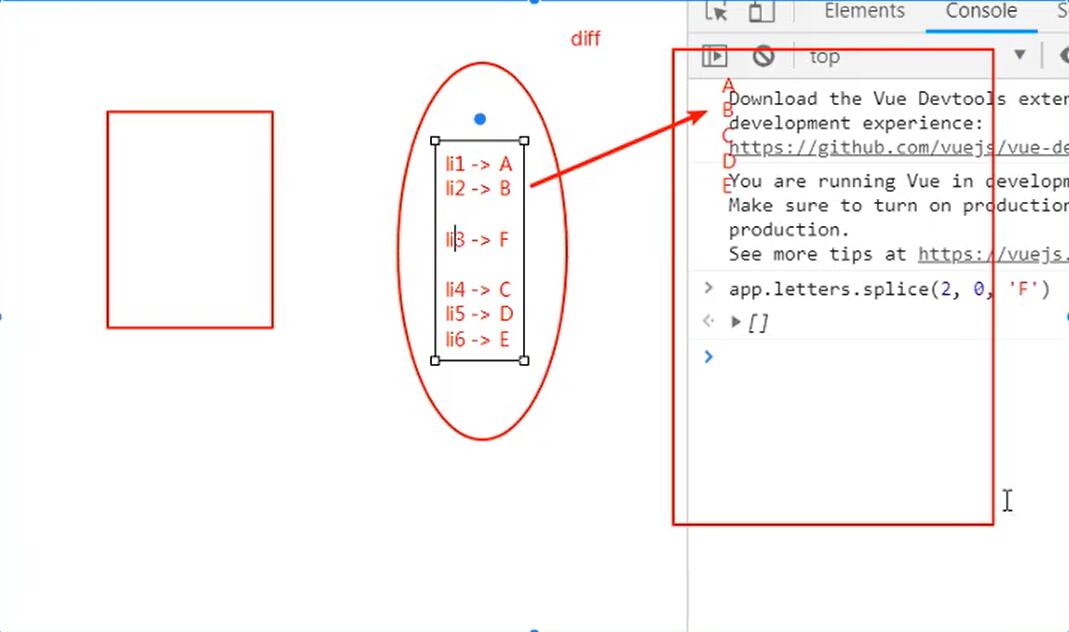 diff
li1 -> A
li2 -> B
li3 -> F
li4 -> C
li5 -> D
li6 -> E
Elements Console
top
A
B
C
D
E
Download the Vue Devtools exten
development experience:
https://github.com/vuejs/vue-de
You are running Vue in developm
Make sure to turn on production
production.
See more tips at https://vuejs.
> app.letters.splice(2, 0, 'F')
[]